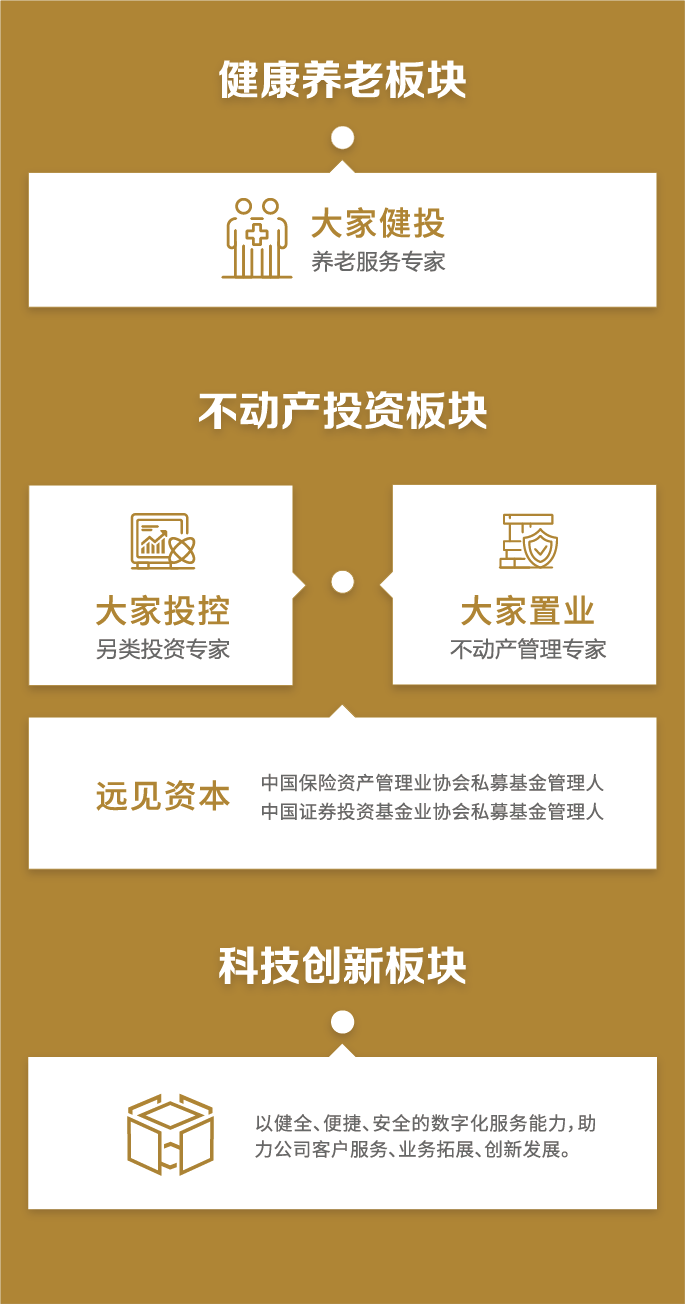 健康养老板块
大家健投
养老服务专家
不动产投资板块
大家投控
另类投资专家
大家置业
不动产管理专家
远见资本
中国保险资产管理业协会私募基金管理人
中国证券投资基金业协会私募基金管理人
科技创新板块
以健全、便捷、安全的数字化服务能力，助
力公司客户服务、业务拓展、创新发展。